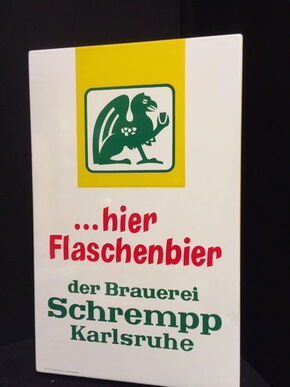 ...hier
Flaschenbier
der Brauerei
Schrempp
Karlsruhe